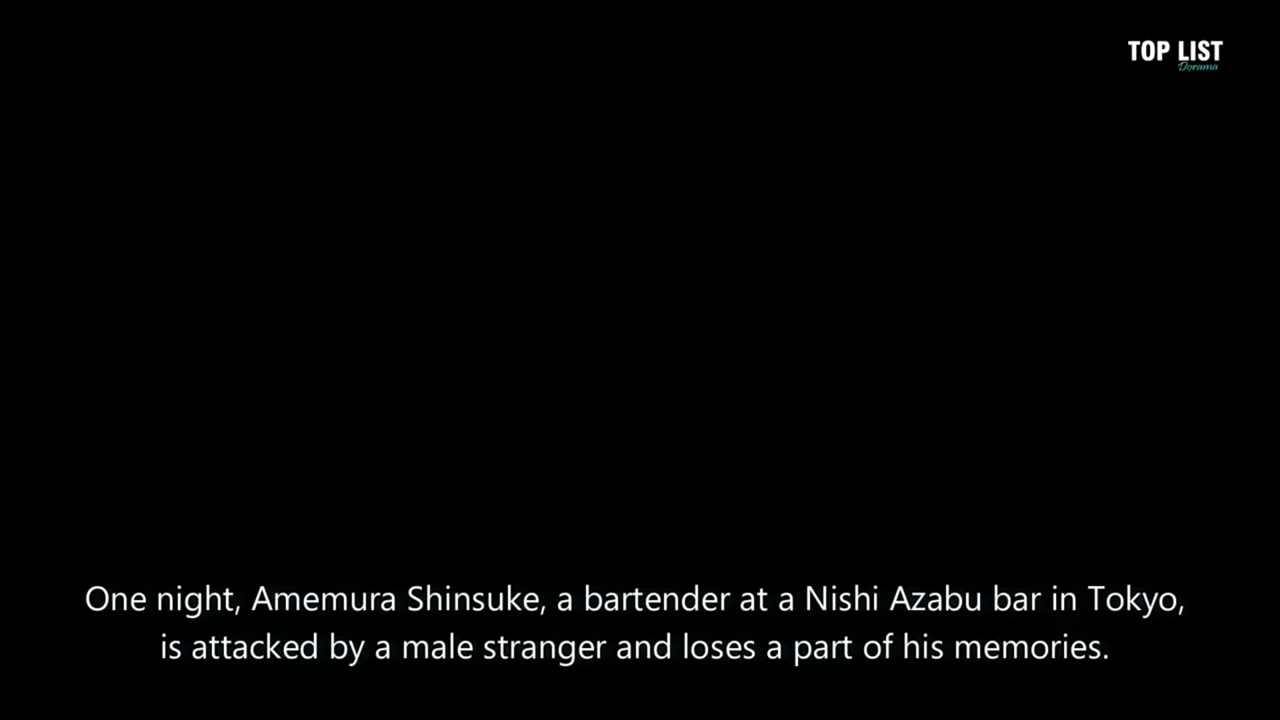 TOP LIST
Dorama
One night, Amemura Shinsuke, a bartender at a Nishi Azabu bar in Tokyo,
is attacked by a male stranger and loses a part of his memories.